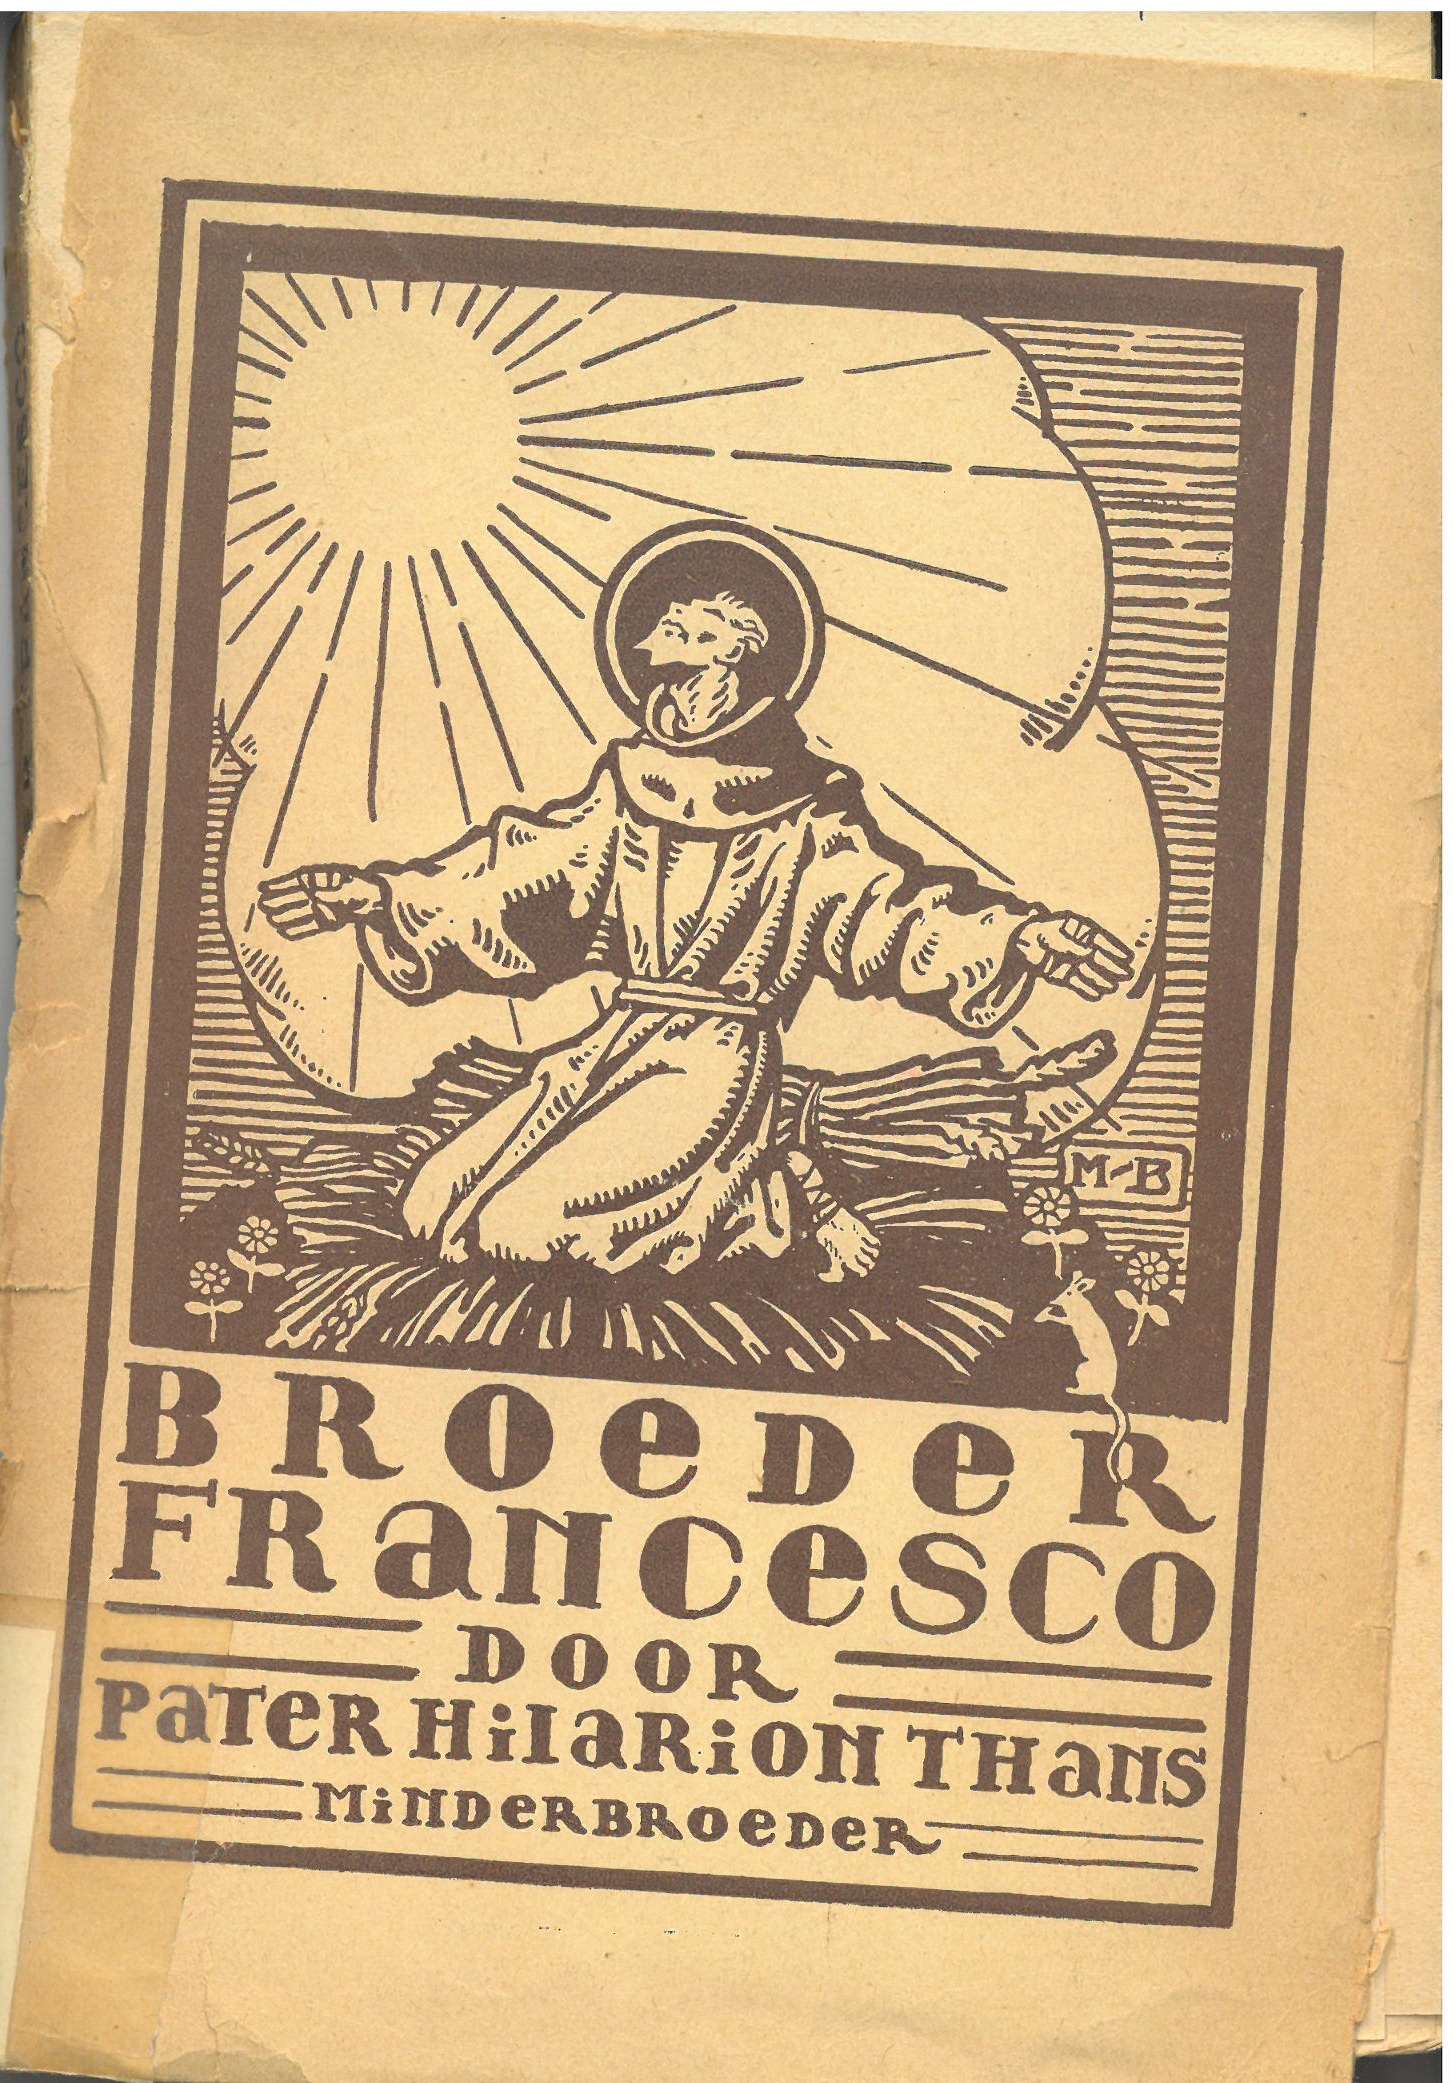 M-B
BROEDER
FRANCESCO
DOOR
PATER HILARION THANS
MINDERBROEDER